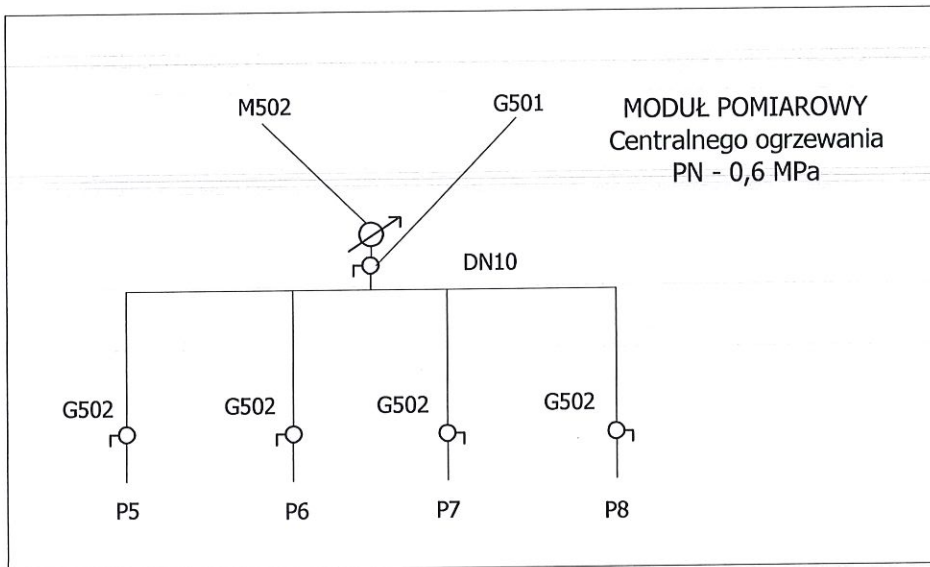 M502
G501
MODUŁ POMIAROWY
Centralnego ogrzewania
PN - 0,6 MPa
DN10
G502
G502
G502
G502
P5
P6
P7
P8